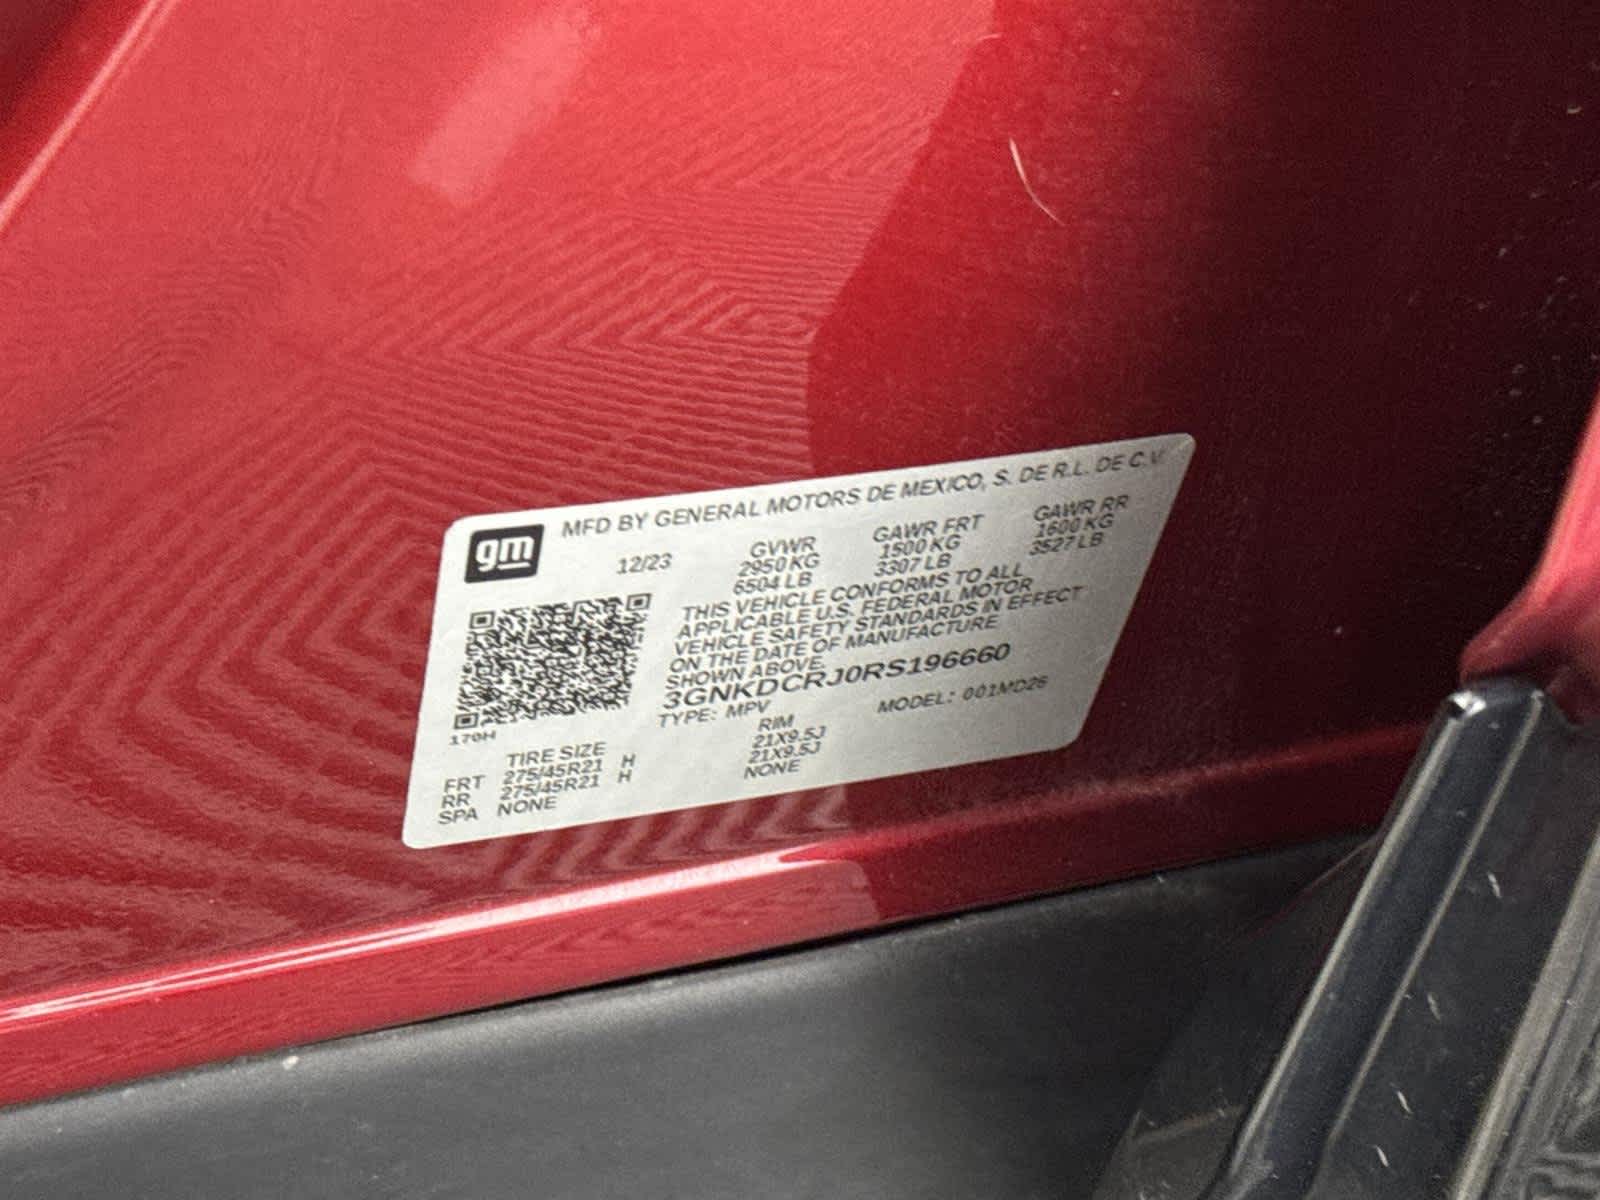 gm
MFD BY GENERAL MOTORS DE MEXICO, S. DE R.L. DE C.V.
12/23 GVWR GAWR FRT GAWR RR
2950 KG 1500 KG 1600 KG
6504 LB 3307 LB 3527 LB
THIS VEHICLE CONFORMS TO ALL
APPLICABLE U.S. FEDERAL MOTOR
VEHICLE SAFETY STANDARDS IN EFFECT
ON THE DATE OF MANUFACTURE
SHOWN ABOVE.
3GNKDCRJ0RS196660
TYPE: MPV MODEL: 001MD26
170H
TIRE SIZE RIM
FRT 275/45R21 H 21X9.5J
RR 275/45R21 H 21X9.5J
SPA NONE NONE